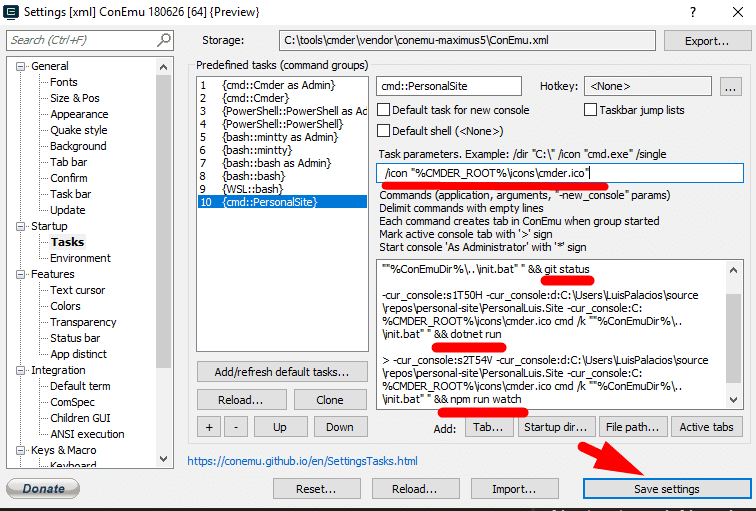 Settings [xml] ConEmu 180626 [64] {Preview}
Search (Ctrl+F)
Storage:
C:\tools\cmder\vendor\conemu-maximus5\ConEmu.xml
Export...
General
Fonts
Size & Pos
Appearance
Quake style
Background
Tab bar
Confirm
Task bar
Update
Startup
Tasks
Environment
Features
Text cursor
Colors
Transparency
Status bar
App distinct
Integration
Default term
ComSpec
Children GUI
ANSI execution
Keys & Macro
Keyboard
Predefined tasks (command groups)
1 {cmd::Cmder as Admin}
2 {cmd::Cmder}
3 {PowerShell::PowerShell as Ad
4 {PowerShell::PowerShell}
5 {bash::mintty as Admin}
6 {bash::mintty}
7 {bash::bash as Admin}
8 {bash::bash}
9 {WSL::bash}
10 {cmd::PersonalSite}
Add/refresh default tasks...
Reload...
Clone
+
-
Up
Down
cmd::PersonalSite
Hotkey:
<None>
...
Default task for new console
Taskbar jump lists
Default shell (<None>)
Task parameters. Example: /dir "C:\" /icon "cmd.exe" /single
/icon "%CMDER_ROOT%\icons\cmder.ico"
Commands (application, arguments, "-new_console" params)
Delimit commands with empty lines
Each command creates tab in ConEmu when group started
Mark active console tab with '>' sign
Start console 'As Administrator' with '*' sign
""%ConEmuDir%\..\init.bat" " && git status
-cur_console:s1T50H -cur_console:d:C:\Users\LuisPalacios\source
\repos\personal-site\PersonalLuis.Site -cur_console:C:
%CMDER_ROOT%\icons\cmder.ico cmd /k ""%ConEmuDir%\..
\init.bat" " && dotnet run
> -cur_console:s2T54V -cur_console:d:C:\Users\LuisPalacios\source
\repos\personal-site\PersonalLuis.Site -cur_console:C:
%CMDER_ROOT%\icons\cmder.ico cmd /k ""%ConEmuDir%\..
\init.bat" " && npm run watch
Add:
Tab...
Startup dir...
File path...
Active tabs
https://conemu.github.io/en/SettingsTasks.html
Donate
Reset...
Reload...
Import...
Save settings